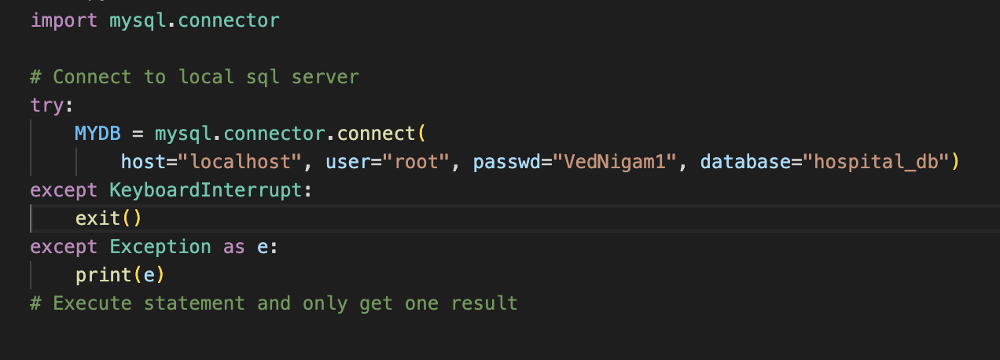 import mysql.connector
# Connect to local sql server
try:
MYDB = mysql.connector.connect(
host="localhost", user="root", passwd="VedNigam1", database="hospital_db")
except KeyboardInterrupt:
exit()
except Exception as e:
print(e)
# Execute statement and only get one result